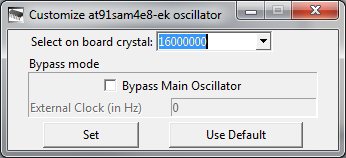 Customize at91sam4e8-ek oscillator
Select on board crystal: 16000000
Bypass mode
Bypass Main Oscillator
External Clock (in Hz) 0
Set Use Default